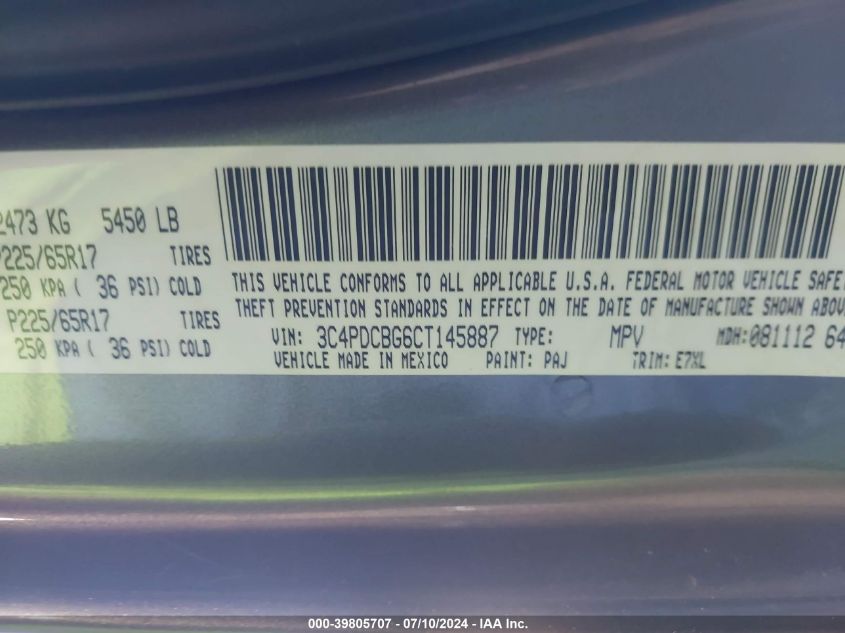 2473 KG 5450 LB
P225/65R17 TIRES
250 KPA ( 36 PSI) COLD
P225/65R17 TIRES
250 KPA ( 36 PSI) COLD
THIS VEHICLE CONFORMS TO ALL APPLICABLE U.S.A. FEDERAL MOTOR VEHICLE SAFE
THEFT PREVENTION STANDARDS IN EFFECT ON THE DATE OF MANUFACTURE SHOWN ABOV
VIN: 3C4PDCBG6CT145887 TYPE: MPV MDH:081112 64
VEHICLE MADE IN MEXICO PAINT: PAJ TRIM: E7XL
000-39805707 - 07/10/2024 - IAA Inc.